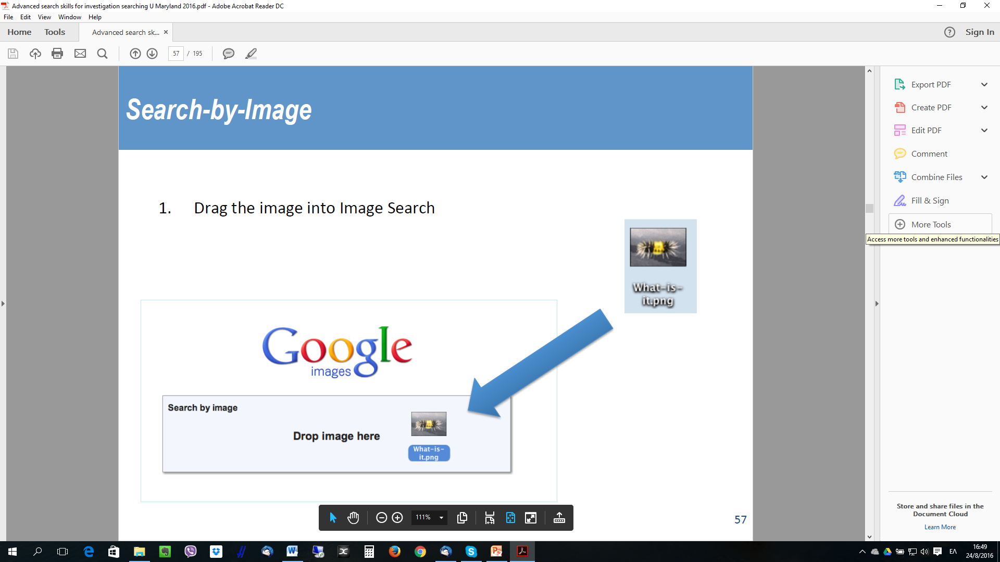 Advanced search skills for investigation searching U Maryland 2016.pdf - Adobe Acrobat Reader DC
File Edit View Window Help
Home Tools Advanced search sk... × Sign In
57 / 195
Search-by-Image
1. Drag the image into Image Search
What-is-
it.png
Google
images
Search by image
Drop image here
What-is-
it.png
57
111%
Export PDF
Create PDF
Edit PDF
Comment
Combine Files
Fill & Sign
More Tools
Access more tools and enhanced functionalities
Store and share files in the
Document Cloud
Learn More
ΕΛ
16:49
24/8/2016